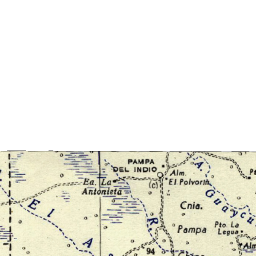 PAMPA
DEL INDIO
Alm.
El Polvorín
Ea. La
Antonieta
(c)
A. Guaycu
Cnia.
Pampa
Pto La
Legua
Alm
E l A R.
94
P